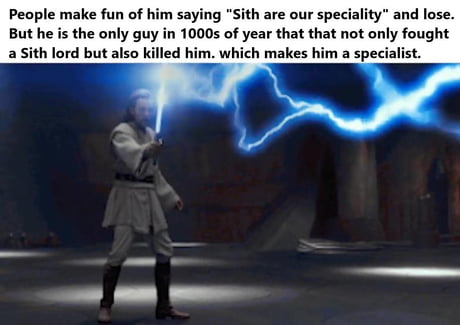 People make fun of him saying "Sith are our speciality" and lose.
But he is the only guy in 1000s of year that that not only fought
a Sith lord but also killed him. which makes him a specialist.